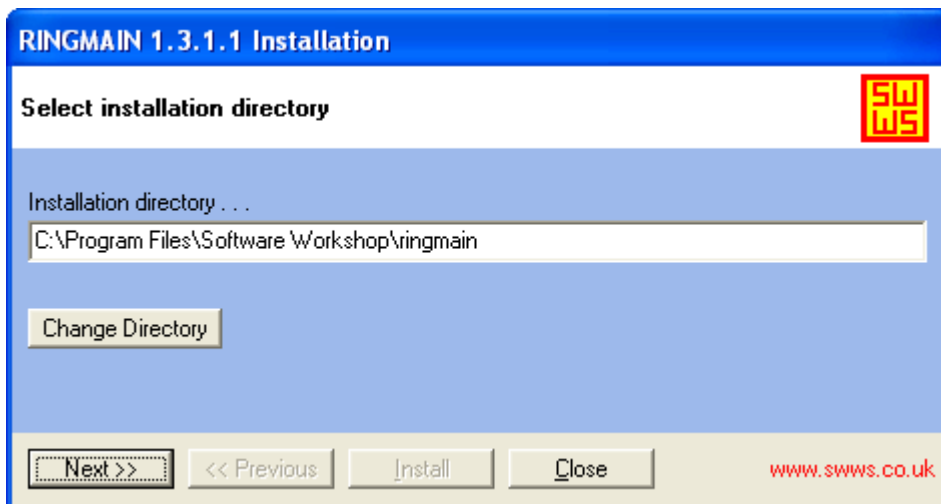 RINGMAIN 1.3.1.1 Installation
Select installation directory
SW
WS
Installation directory . . .
C:\Program Files\Software Workshop\ringmain
Change Directory
Next >> << Previous Install Close www.swws.co.uk